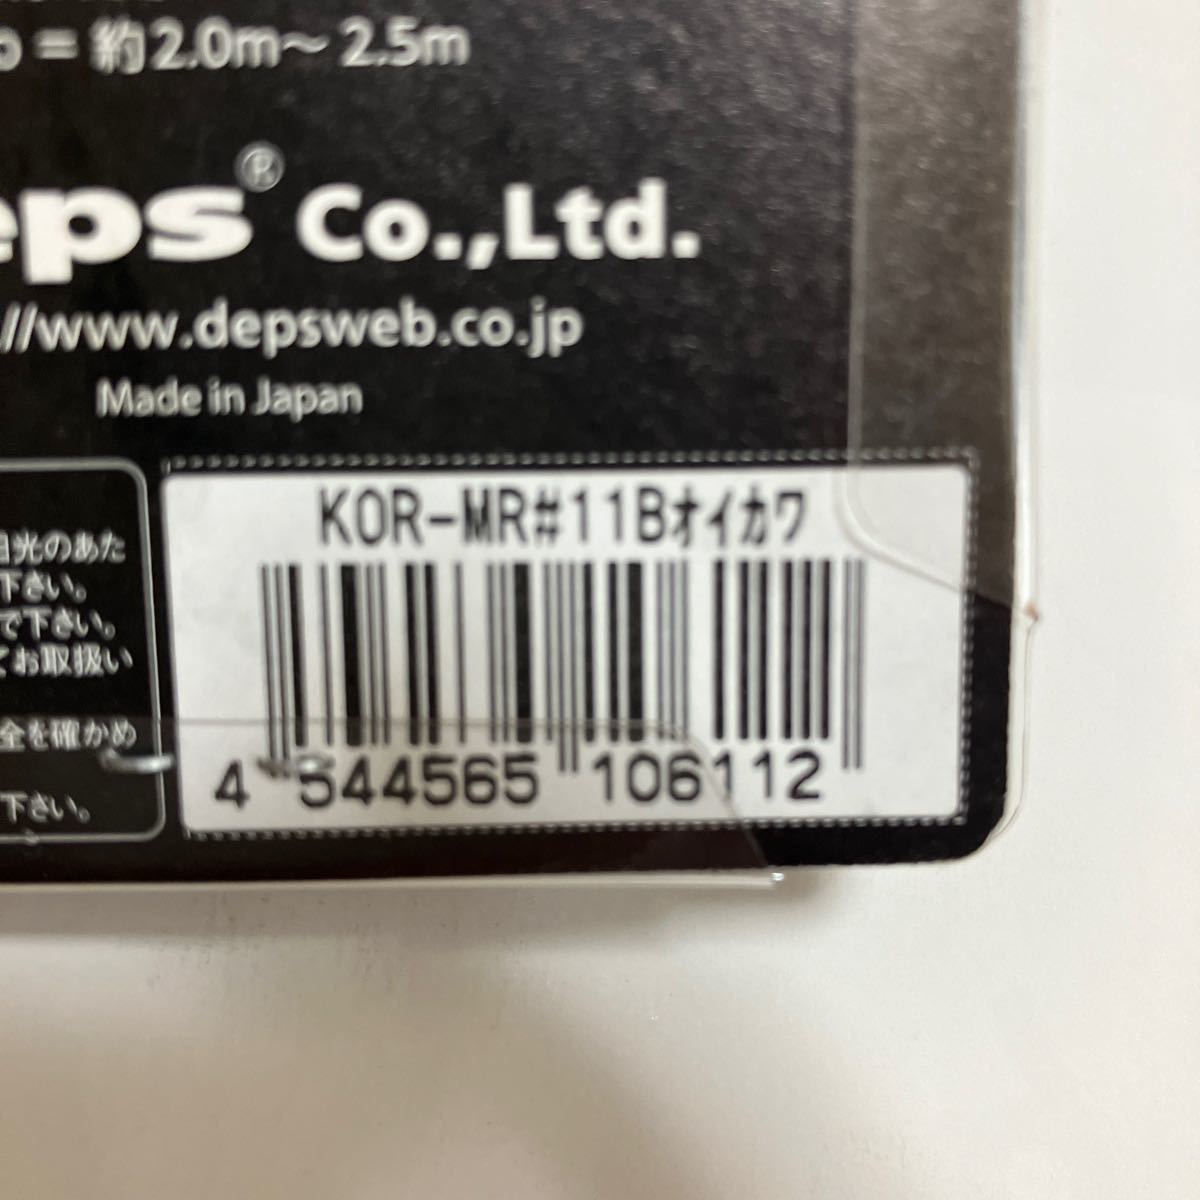 = 約2.0m～2.5m
eps® Co.,Ltd.
://www.depsweb.co.jp
Made in Japan
KOR-MR#11Bオイカワ
日光のあた
下さい。
で下さい。
てお取扱い
全を確かめ
下さい。
4 544565 106112